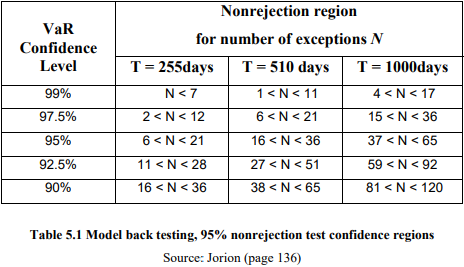 VaR
Confidence
Level
Nonrejection region
for number of exceptions N
T = 255days T = 510 days T = 1000days
99% N < 7 1 < N < 11 4 < N < 17
97.5% 2 < N < 12 6 < N < 21 15 < N < 36
95% 6 < N < 21 16 < N < 36 37 < N < 65
92.5% 11 < N < 28 27 < N < 51 59 < N < 92
90% 16 < N < 36 38 < N < 65 81 < N < 120
Table 5.1 Model back testing, 95% nonrejection test confidence regions
Source: Jorion (page 136)